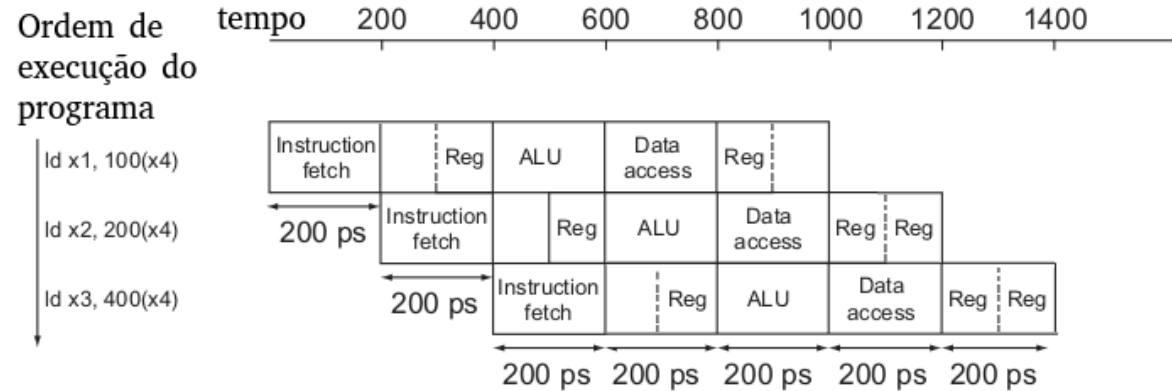 Ordem de execução do programa
tempo 200 400 600 800 1000 1200 1400
ld x1, 100(x4) Instruction fetch Reg ALU Data access Reg
200 ps
ld x2, 200(x4) Instruction fetch Reg ALU Data access Reg Reg
200 ps
ld x3, 400(x4) Instruction fetch Reg ALU Data access Reg Reg
200 ps 200 ps 200 ps 200 ps 200 ps